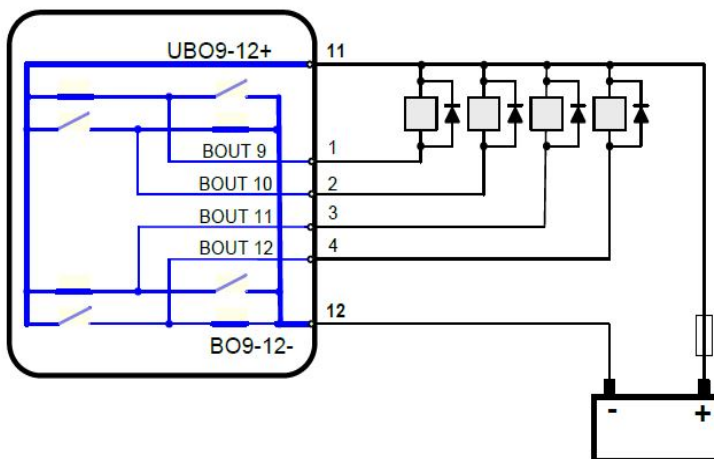 UBO9-12+ 11
BOUT 9 1
BOUT 10 2
BOUT 11 3
BOUT 12 4
12
BO9-12-
- +